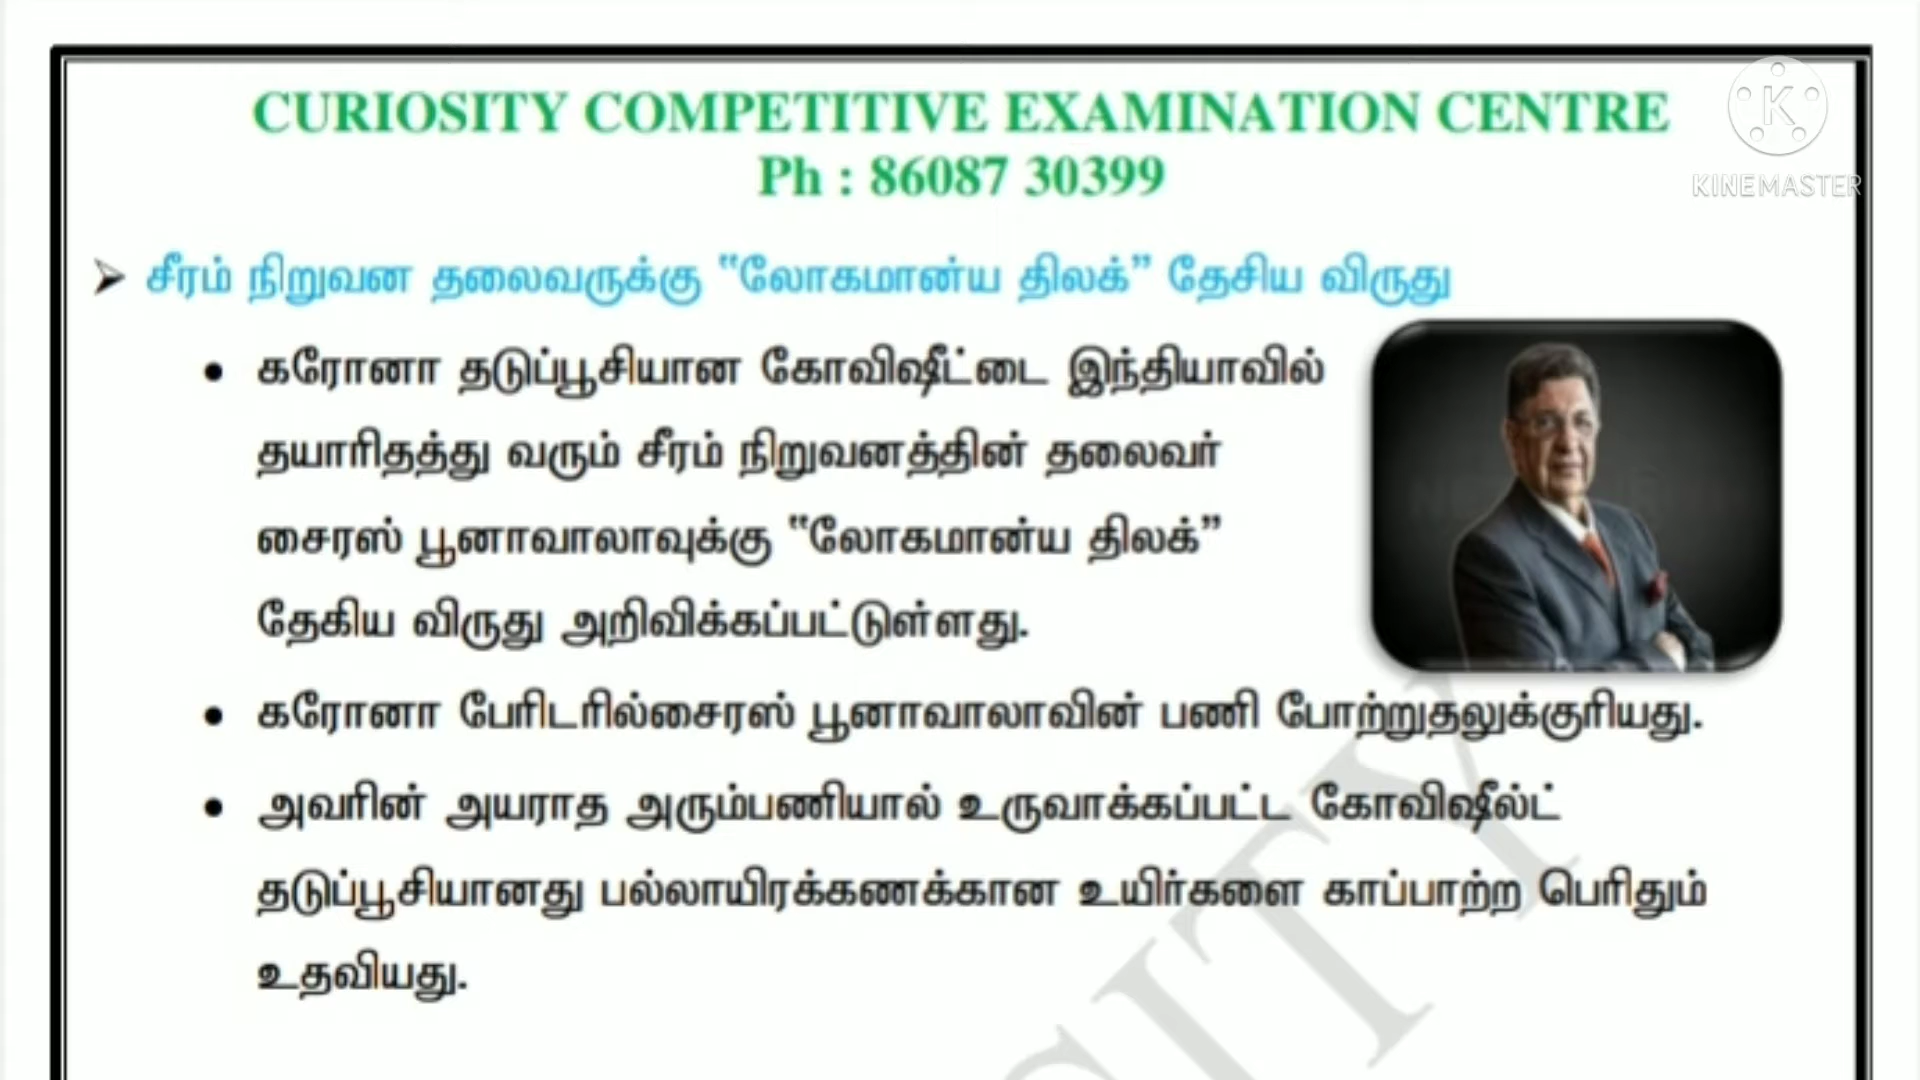 CURIOSITY COMPETITIVE EXAMINATION CENTRE
Ph : 86087 30399
KINEMASTER
சீரம் நிறுவன தலைவருக்கு “லோகமான்ய திலக்” தேசிய விருது
கரோனா தடுப்பூசியான கோவிஷீட்டை இந்தியாவில்
தயாரிதத்து வரும் சீரம் நிறுவனத்தின் தலைவர்
சைரஸ் பூனாவாலாவுக்கு “லோகமான்ய திலக்”
தேகிய விருது அறிவிக்கப்பட்டுள்ளது.
கரோனா பேரிடரில்சைரஸ் பூனாவாலாவின் பணி போற்றுதலுக்குரியது.
அவரின் அயராத அரும்பணியால் உருவாக்கப்பட்ட கோவிஷீல்ட்
தடுப்பூசியானது பல்லாயிரக்கணக்கான உயிர்களை காப்பாற்ற பெரிதும்
உதவியது.
SITY